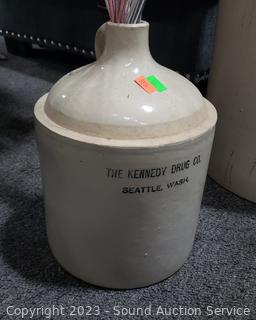 THE KENNEDY DRUG CO.
SEATTLE, WASH.
Copyright 2023 - Sound Auction Service